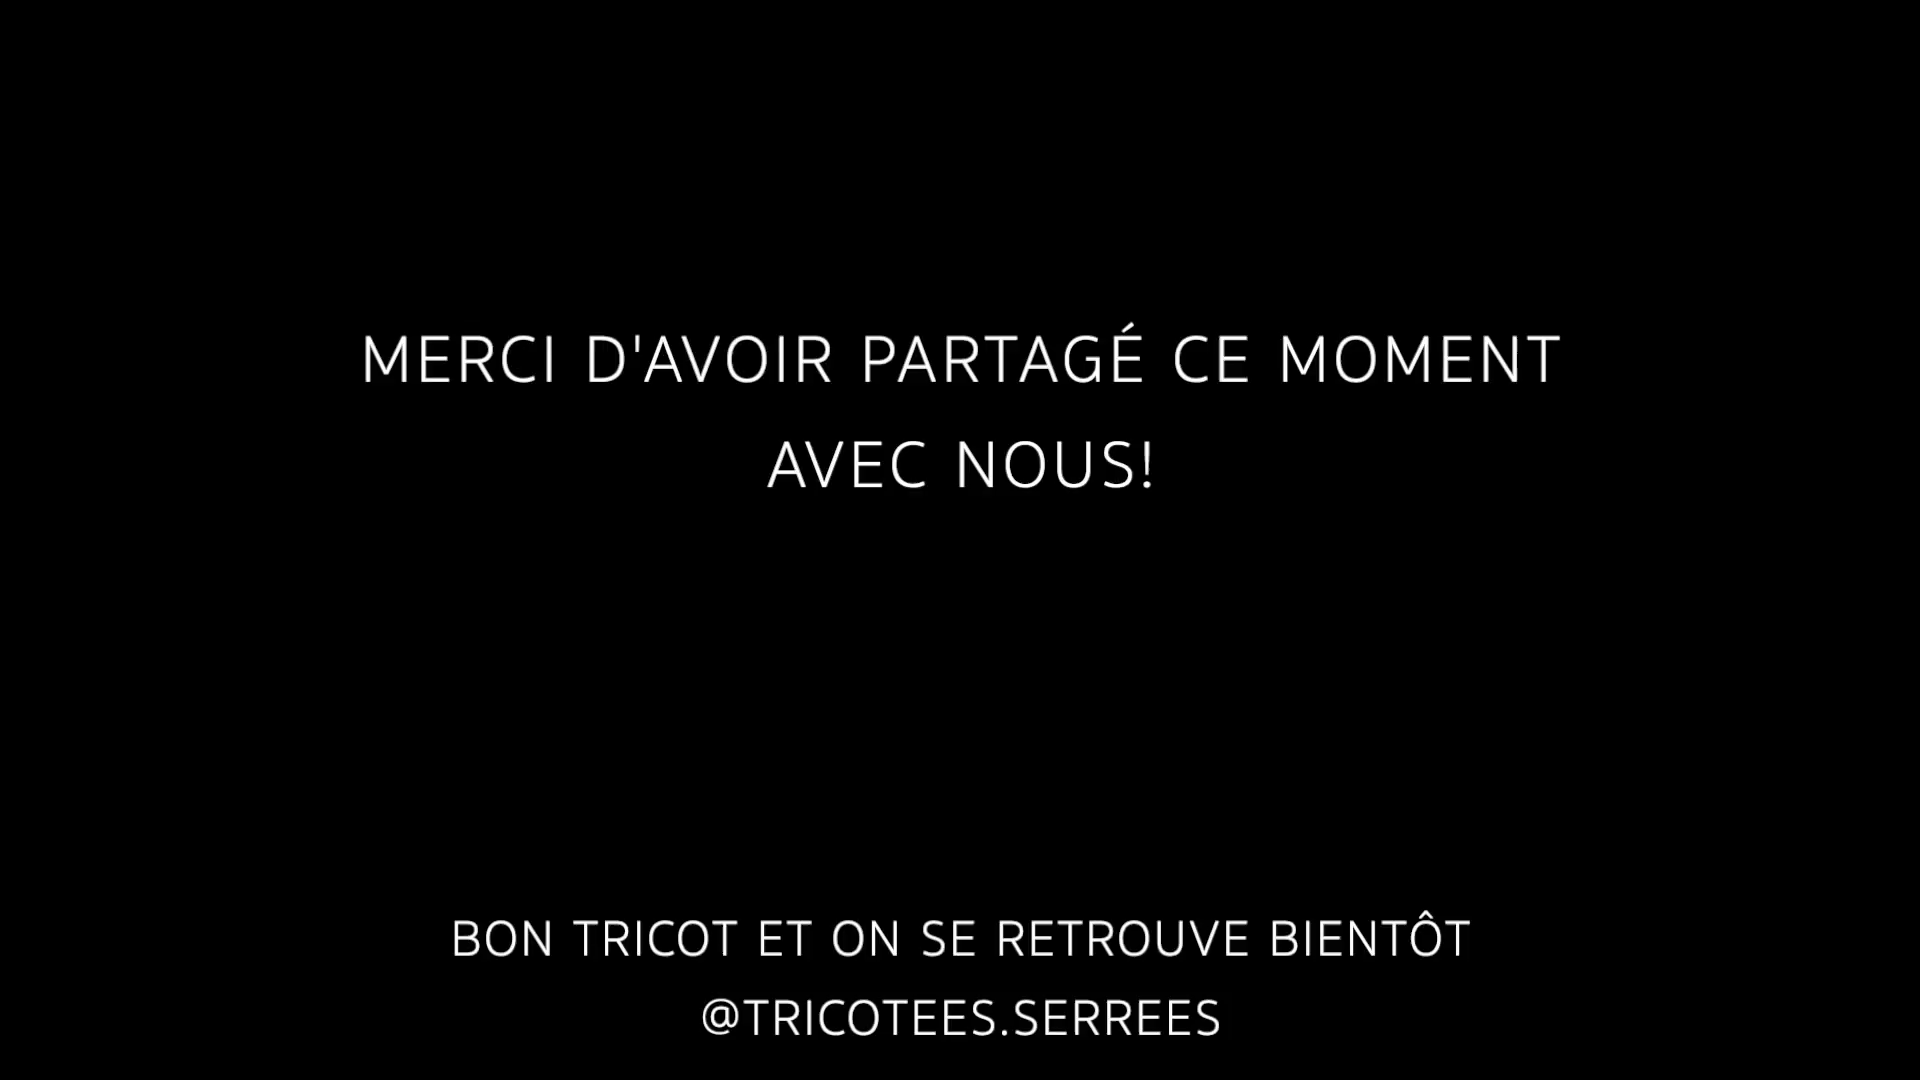 MERCI D'AVOIR PARTAGÉ CE MOMENT
AVEC NOUS!
BON TRICOT ET ON SE RETROUVE BIENTÔT
@TRICOTEES.SERREES